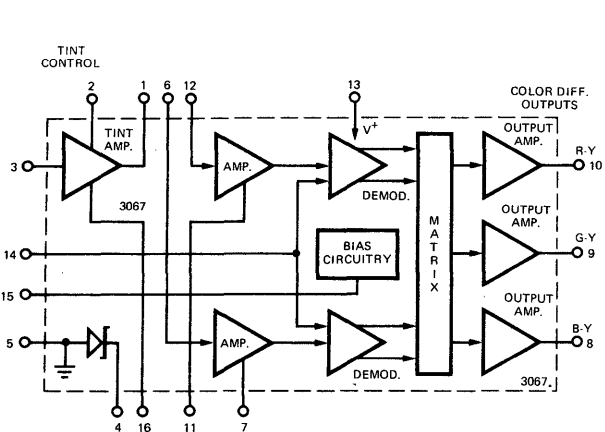 TINT
CONTROL
2
1
6
12
13
COLOR DIFF.
OUTPUTS
TINT
AMP.
V+
OUTPUT
AMP.
R-Y
3
AMP.
10
3067
DEMOD.
M
A
T
R
I
X
OUTPUT
AMP.
G-Y
14
BIAS
CIRCUITRY
9
15
OUTPUT
AMP.
B-Y
5
AMP.
8
DEMOD.
3067
4
16
11
7